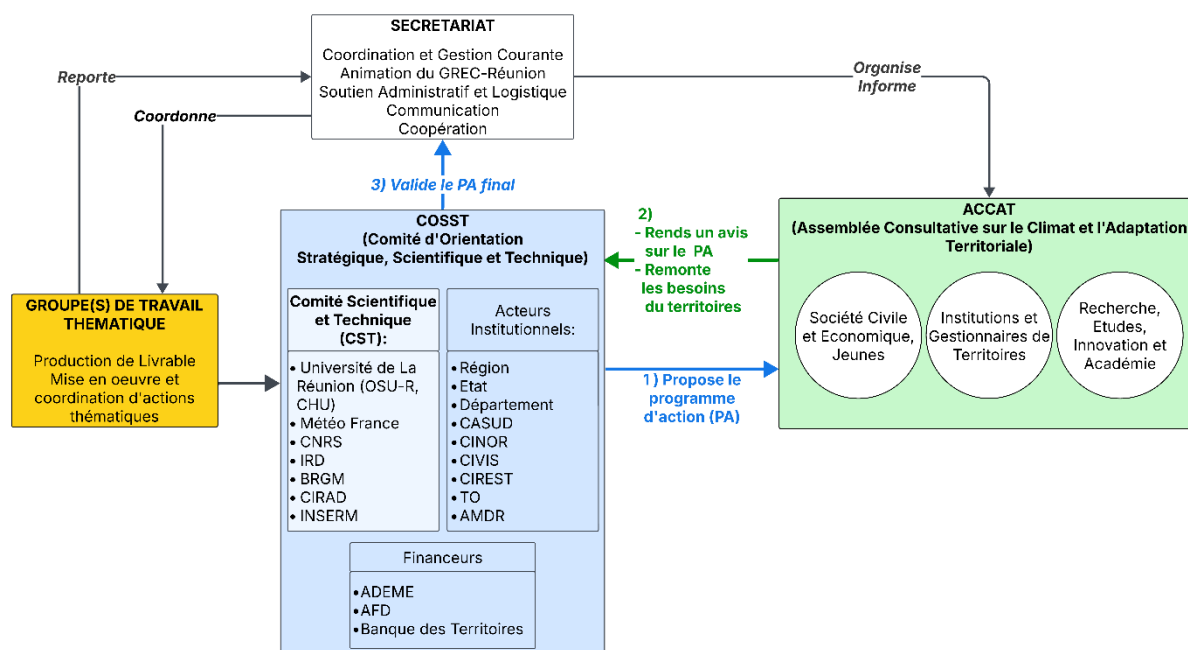 SECRETARIAT
Coordination et Gestion Courante
Animation du GREC-Réunion
Soutien Administratif et Logistique
Communication
Coopération
Reporte
Coordonne
Organise
Informe
3) Valide le PA final
COSST
(Comité d'Orientation
Stratégique, Scientifique et Technique)
2)
- Rends un avis
sur le PA
- Remonte
les besoins
du territoires
ACCAT
(Assemblée Consultative sur le Climat et l'Adaptation
Territoriale)
GROUPE(S) DE TRAVAIL
THEMATIQUE
Production de Livrable
Mise en oeuvre et
coordination d'actions
thématiques
Comité Scientifique
et Technique
(CST):
• Université de La
Réunion (OSU-R,
CHU)
• Météo France
• CNRS
• IRD
• BRGM
• CIRAD
• INSERM
Acteurs
Institutionnels:
• Région
• Etat
• Département
• CASUD
• CINOR
• CIVIS
• CIREST
• TO
• AMDR
1) Propose le
programme
d'action (PA)
Société Civile
et Economique,
Jeunes
Institutions et
Gestionnaires de
Territoires
Recherche,
Etudes,
Innovation et
Académie
Financeurs
• ADEME
• AFD
• Banque des Territoires